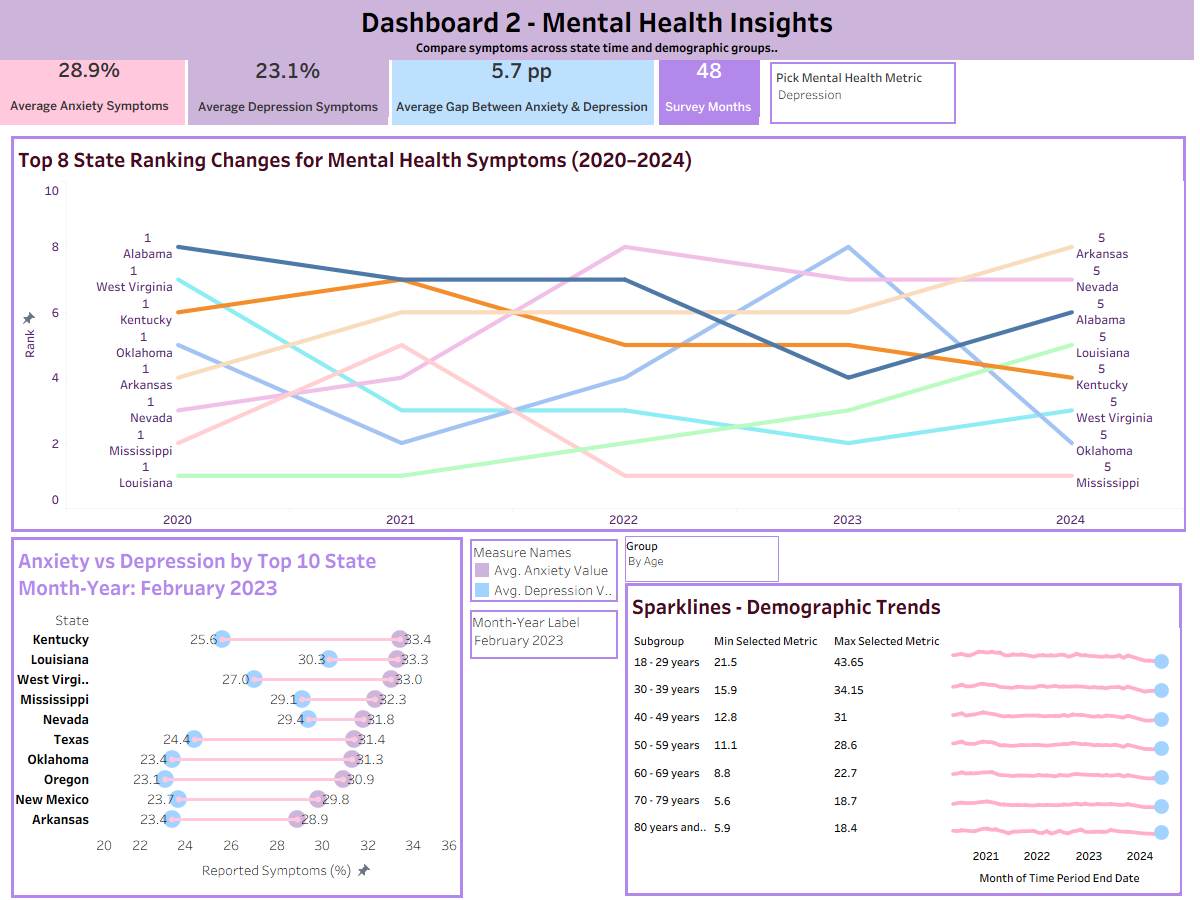 Dashboard 2 - Mental Health Insights
Compare symptoms across state time and demographic groups..
28.9%
Average Anxiety Symptoms
23.1%
Average Depression Symptoms
5.7 pp
Average Gap Between Anxiety & Depression
48
Survey Months
Pick Mental Health Metric
Depression
Top 8 State Ranking Changes for Mental Health Symptoms (2020–2024)
Rank
10
8
6
4
2
0
1
Alabama
1
West Virginia
1
Kentucky
1
Oklahoma
1
Arkansas
1
Nevada
1
Mississippi
1
Louisiana
5
Arkansas
5
Nevada
5
Alabama
5
Louisiana
5
Kentucky
5
West Virginia
5
Oklahoma
5
Mississippi
2020 2021 2022 2023 2024
Anxiety vs Depression by Top 10 State
Month-Year: February 2023
State
Kentucky 25.6 33.4
Louisiana 30.3 33.3
West Virgi.. 27.0 33.0
Mississippi 29.1 32.3
Nevada 29.4 31.8
Texas 24.4 31.4
Oklahoma 23.4 31.3
Oregon 23.1 30.9
New Mexico 23.7 29.8
Arkansas 23.4 28.9
20 22 24 26 28 30 32 34 36
Reported Symptoms (%)
Measure Names
Avg. Anxiety Value
Avg. Depression V..
Month-Year Label
February 2023
Group
By Age
Sparklines - Demographic Trends
Subgroup Min Selected Metric Max Selected Metric
18 - 29 years 21.5 43.65
30 - 39 years 15.9 34.15
40 - 49 years 12.8 31
50 - 59 years 11.1 28.6
60 - 69 years 8.8 22.7
70 - 79 years 5.6 18.7
80 years and.. 5.9 18.4
2021 2022 2023 2024
Month of Time Period End Date